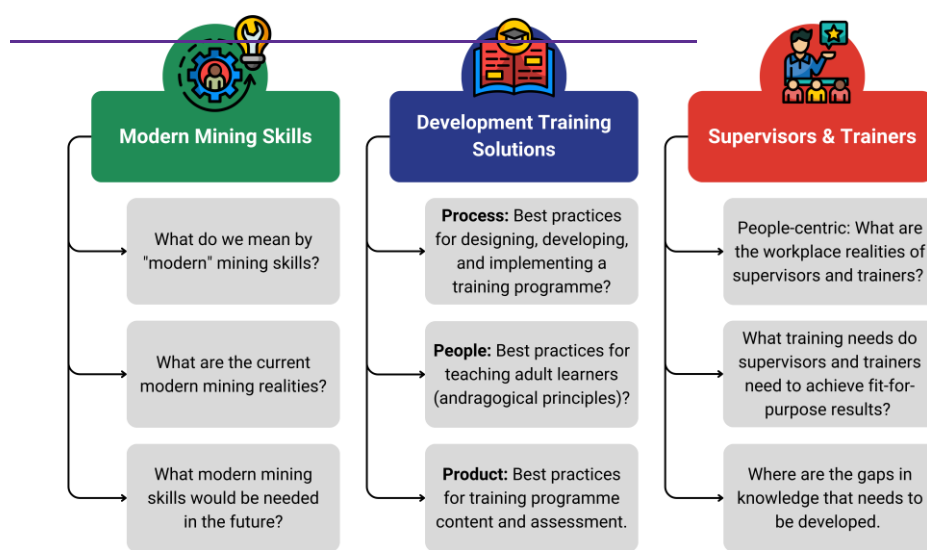 Modern Mining Skills
What do we mean by
"modern" mining skills?
What are the current
modern mining realities?
What modern mining
skills would be needed
in the future?
Development Training
Solutions
Process: Best practices
for designing, developing,
and implementing a
training programme?
People: Best practices for
teaching adult learners
(andragogical principles)?
Product: Best practices
for training programme
content and assessment.
Supervisors & Trainers
People-centric: What are
the workplace realities of
supervisors and trainers?
What training needs do
supervisors and trainers
need to achieve fit-for-
purpose results?
Where are the gaps in
knowledge that needs to
be developed.